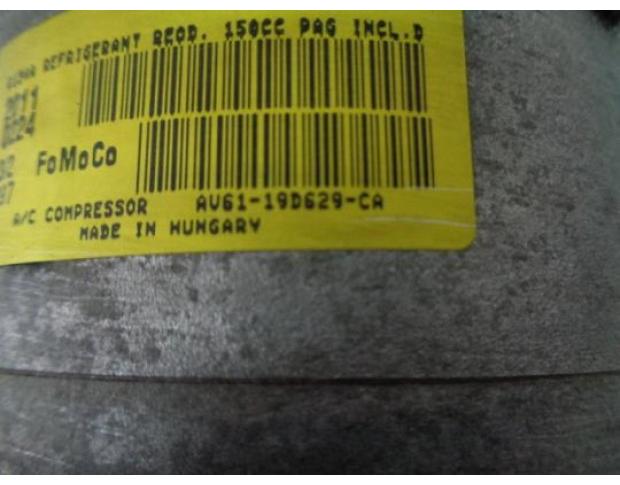 REFRIGERANT REQD. 150CC PAG INCL.D
FoMoCo
A/C COMPRESSOR AV61-19D629-CA
MADE IN HUNGARY